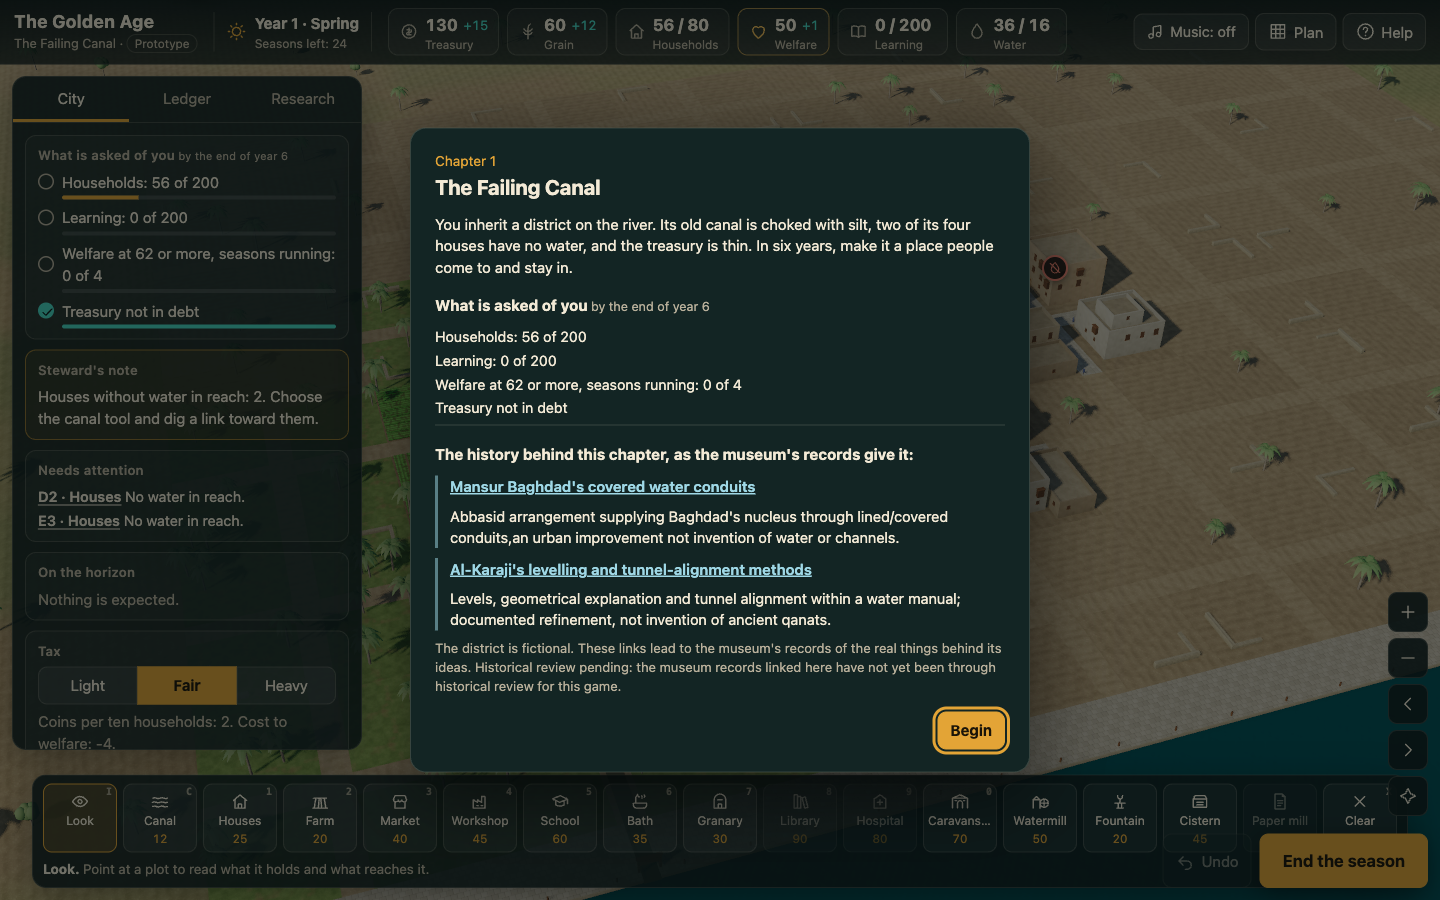 The Golden Age
The Failing Canal · Prototype
Year 1 · Spring
Seasons left: 24
130 +15
Treasury
60 +12
Grain
56 / 80
Households
50 +1
Welfare
0 / 200
Learning
36 / 16
Water
Music: off
Plan
Help
City
Ledger
Research
What is asked of you by the end of year 6
Households: 56 of 200
Learning: 0 of 200
Welfare at 62 or more, seasons running:
0 of 4
Treasury not in debt
Steward's note
Houses without water in reach: 2. Choose
the canal tool and dig a link toward them.
Needs attention
D2 · Houses No water in reach.
E3 · Houses No water in reach.
On the horizon
Nothing is expected.
Tax
Light
Fair
Heavy
Coins per ten households: 2. Cost to
welfare: -4.
Chapter 1
The Failing Canal
You inherit a district on the river. Its old canal is choked with silt, two of its four
houses have no water, and the treasury is thin. In six years, make it a place people
come to and stay in.
What is asked of you by the end of year 6
Households: 56 of 200
Learning: 0 of 200
Welfare at 62 or more, seasons running: 0 of 4
Treasury not in debt
The history behind this chapter, as the museum's records give it:
Mansur Baghdad's covered water conduits
Abbasid arrangement supplying Baghdad's nucleus through lined/covered
conduits,an urban improvement not invention of water or channels.
Al-Karaji's levelling and tunnel-alignment methods
Levels, geometrical explanation and tunnel alignment within a water manual;
documented refinement, not invention of ancient qanats.
The district is fictional. These links lead to the museum's records of the real things behind its
ideas. Historical review pending: the museum records linked here have not yet been through
historical review for this game.
Begin
I
Look
C
Canal
12
1
Houses
25
2
Farm
20
3
Market
40
4
Workshop
45
5
School
60
6
Bath
35
7
Granary
30
8
Library
90
9
Hospital
80
0
Caravans...
70
Watermill
50
Fountain
20
Cistern
45
Paper mill
Clear
Look. Point at a plot to read what it holds and what reaches it.
Undo
End the season